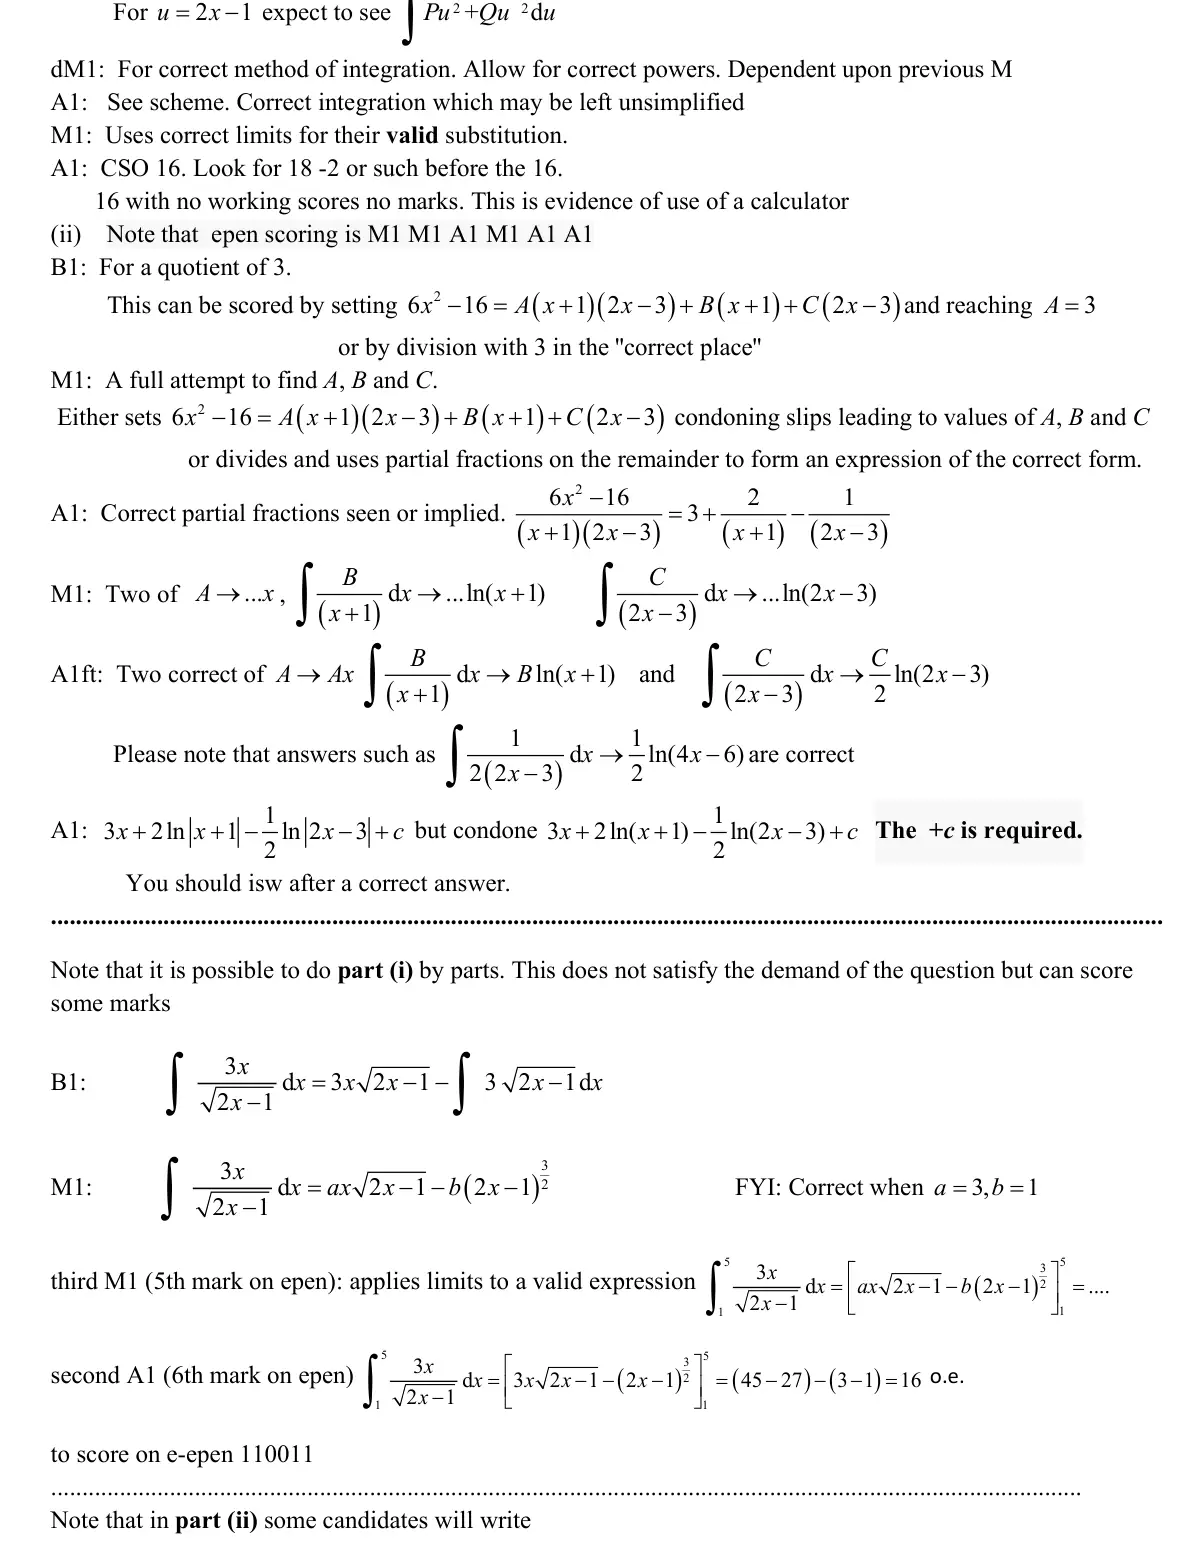 For u = 2x − 1 expect to see ∫ Pu² + Qu ² du
dM1: For correct method of integration. Allow for correct powers. Dependent upon previous M
A1: See scheme. Correct integration which may be left unsimplified
M1: Uses correct limits for their valid substitution.
A1: CSO 16. Look for 18 -2 or such before the 16.
16 with no working scores no marks. This is evidence of use of a calculator
(ii) Note that epen scoring is M1 M1 A1 M1 A1 A1
B1: For a quotient of 3.
This can be scored by setting 6x² − 16 = A(x+1)(2x−3) + B(x+1) + C(2x−3) and reaching A = 3
or by division with 3 in the "correct place"
M1: A full attempt to find A, B and C.
Either sets 6x² − 16 = A(x+1)(2x−3) + B(x+1) + C(2x−3) condoning slips leading to values of A, B and C
or divides and uses partial fractions on the remainder to form an expression of the correct form.
A1: Correct partial fractions seen or implied. (6x² − 16)/((x+1)(2x−3)) = 3 + 2/(x+1) − 1/(2x−3)
M1: Two of A → ...x , ∫ B/(x+1) dx → ...ln(x+1) ∫ C/(2x−3) dx → ...ln(2x−3)
A1ft: Two correct of A → Ax ∫ B/(x+1) dx → B ln(x+1) and ∫ C/(2x−3) dx → C/2 ln(2x−3)
Please note that answers such as ∫ 1/(2(2x−3)) dx → 1/2 ln(4x−6) are correct
A1: 3x + 2 ln|x+1| − 1/2 ln|2x−3| + c but condone 3x + 2 ln(x+1) − 1/2 ln(2x−3) + c The +c is required.
You should isw after a correct answer.
Note that it is possible to do part (i) by parts. This does not satisfy the demand of the question but can score
some marks
B1: ∫ 3x/√(2x−1) dx = 3x√(2x−1) − ∫ 3√(2x−1) dx
M1: ∫ 3x/√(2x−1) dx = ax√(2x−1) − b(2x−1)^(3/2) FYI: Correct when a = 3, b = 1
third M1 (5th mark on epen): applies limits to a valid expression ∫₁⁵ 3x/√(2x−1) dx = [ax√(2x−1) − b(2x−1)^(3/2)]₁⁵ = ....
second A1 (6th mark on epen) ∫₁⁵ 3x/√(2x−1) dx = [3x√(2x−1) − (2x−1)^(3/2)]₁⁵ = (45 − 27) − (3 − 1) = 16 o.e.
to score on e-epen 110011
Note that in part (ii) some candidates will write